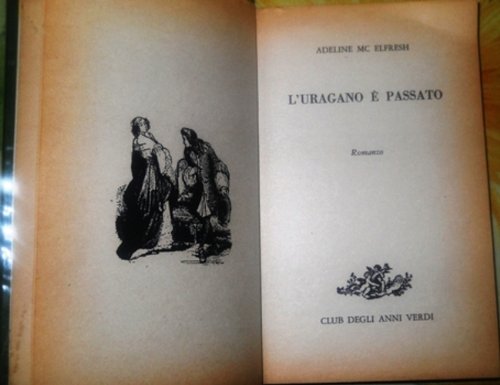 ADELINE MC ELFRESH
L'URAGANO È PASSATO
Romanzo
CLUB DEGLI ANNI VERDI